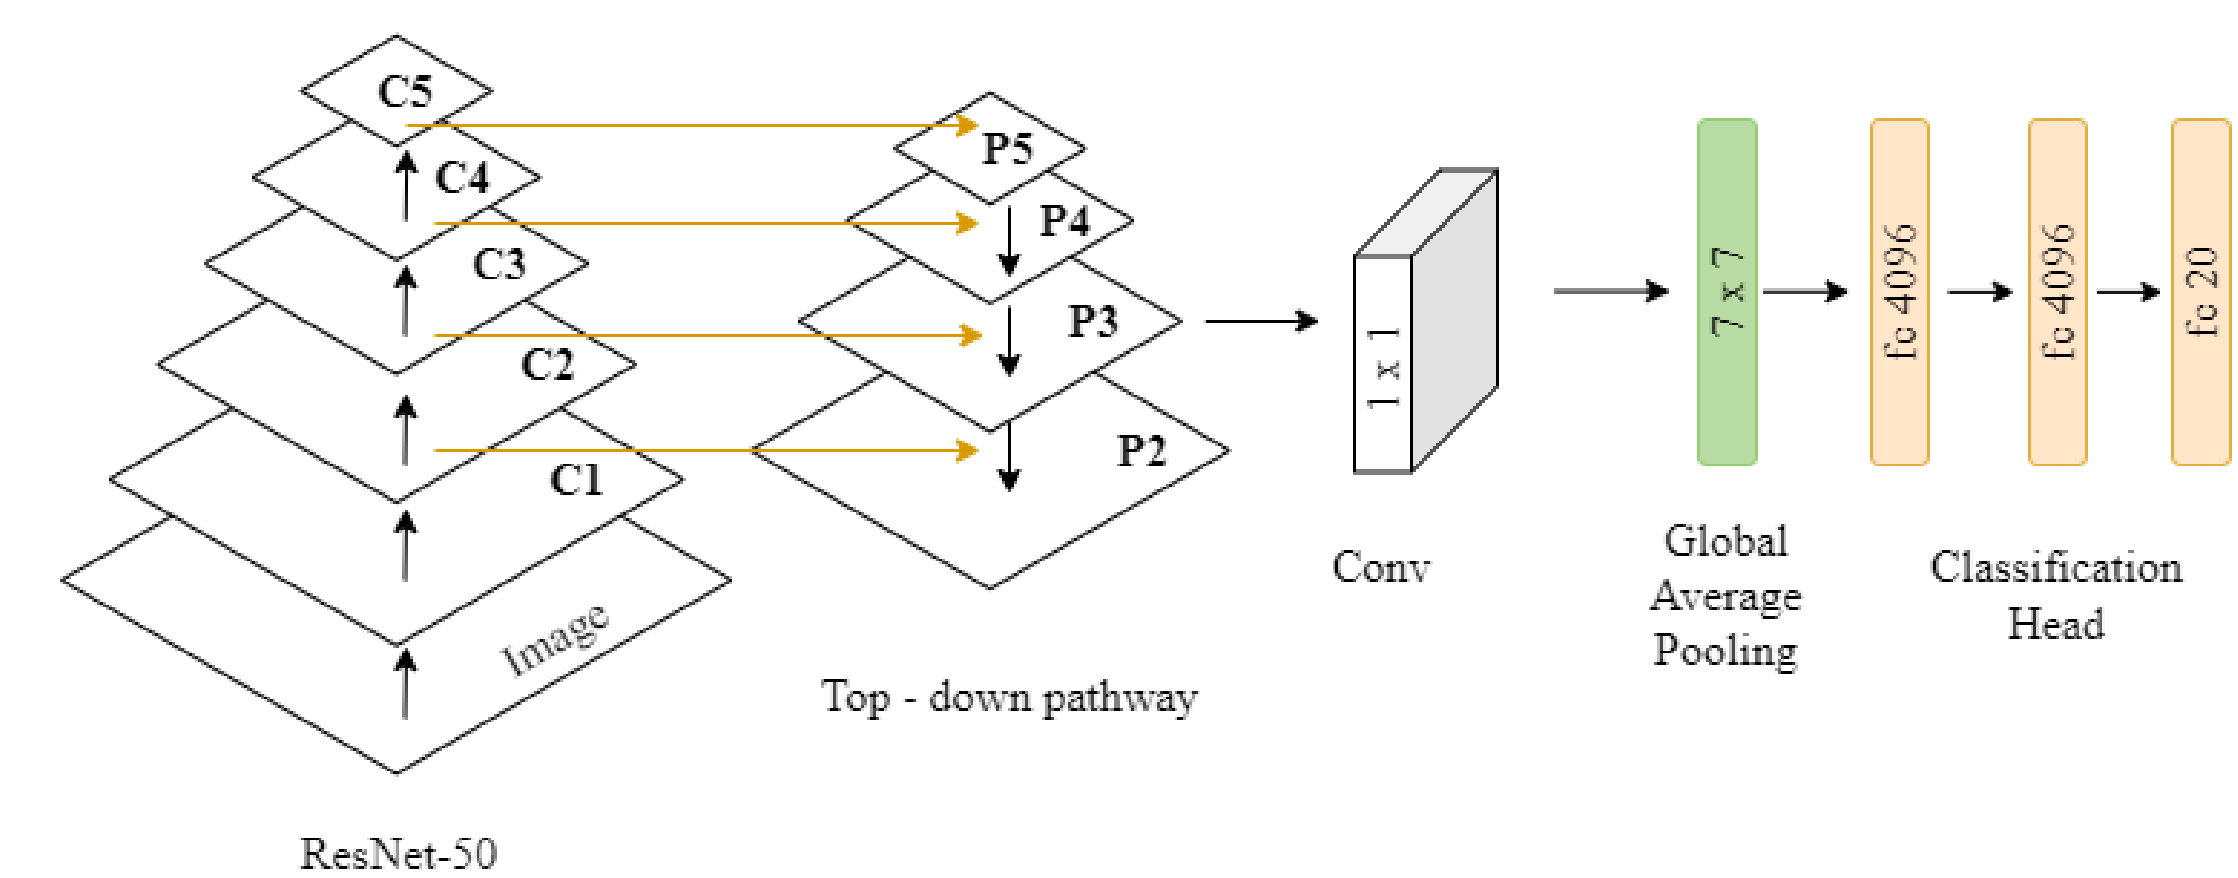 C5
C4
C3
C2
C1
Image
ResNet-50
P5
P4
P3
P2
Top - down pathway
1 x 1
Conv
7 x 7
Global
Average
Pooling
fc 4096
fc 4096
fc 20
Classification
Head